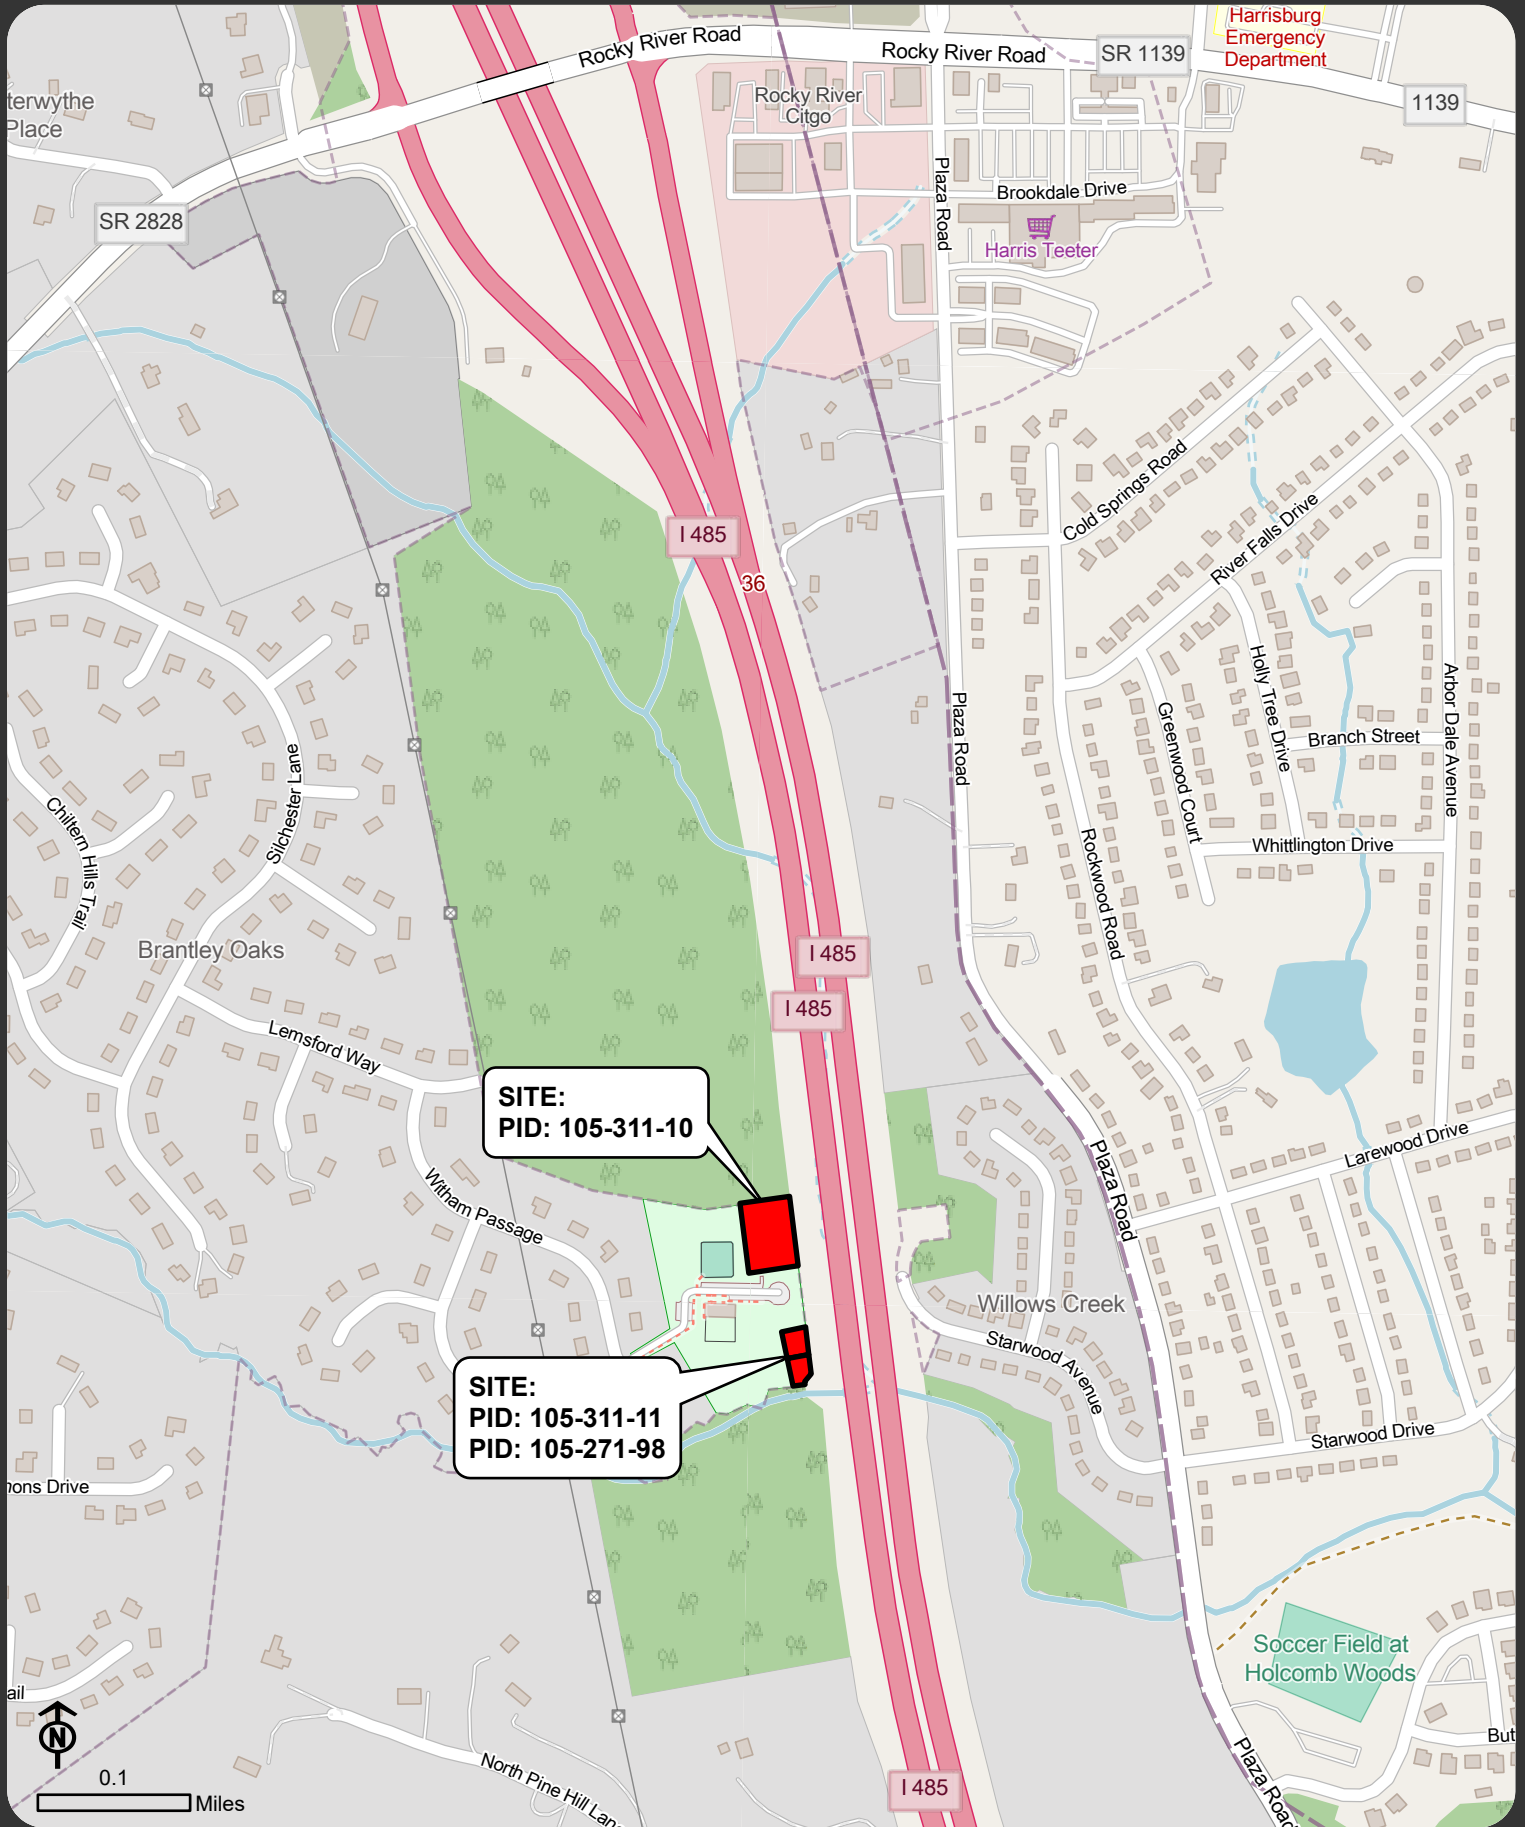 Harrisburg
Emergency
Department
Rocky River Road
Rocky River Road
SR 1139
1139
terwythe
Place
Rocky River
Citgo
Plaza Road
Brookdale Drive
Harris Teeter
SR 2828
Cold Springs Road
River Falls Drive
I 485
36
Holly Tree Drive
Greenwood Court
Arbor Dale Avenue
Branch Street
Plaza Road
Silchester Lane
Chiltern Hills Trail
Whittlington Drive
Rockwood Road
Brantley Oaks
I 485
I 485
Lemsford Way
SITE:
PID: 105-311-10
Larewood Drive
Plaza Road
Witham Passage
Willows Creek
Starwood Avenue
SITE:
PID: 105-311-11
PID: 105-271-98
Starwood Drive
nons Drive
Soccer Field at
Holcomb Woods
ail
N
But
0.1
Miles
North Pine Hill Lane
I 485
Plaza Road